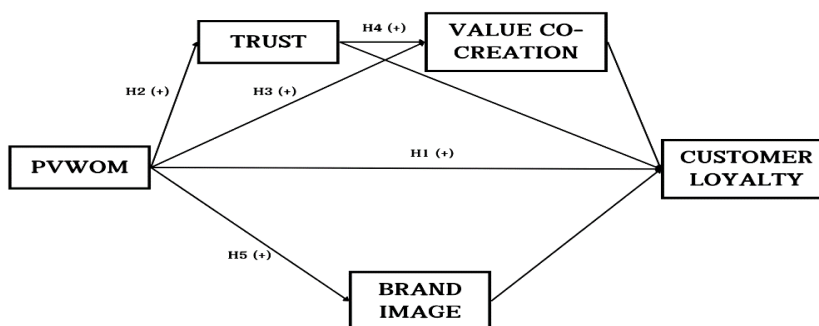 H4 (+)
TRUST
VALUE CO-
CREATION
H2 (+)
H3 (+)
PVWOM
H1 (+)
CUSTOMER
LOYALTY
H5 (+)
BRAND
IMAGE